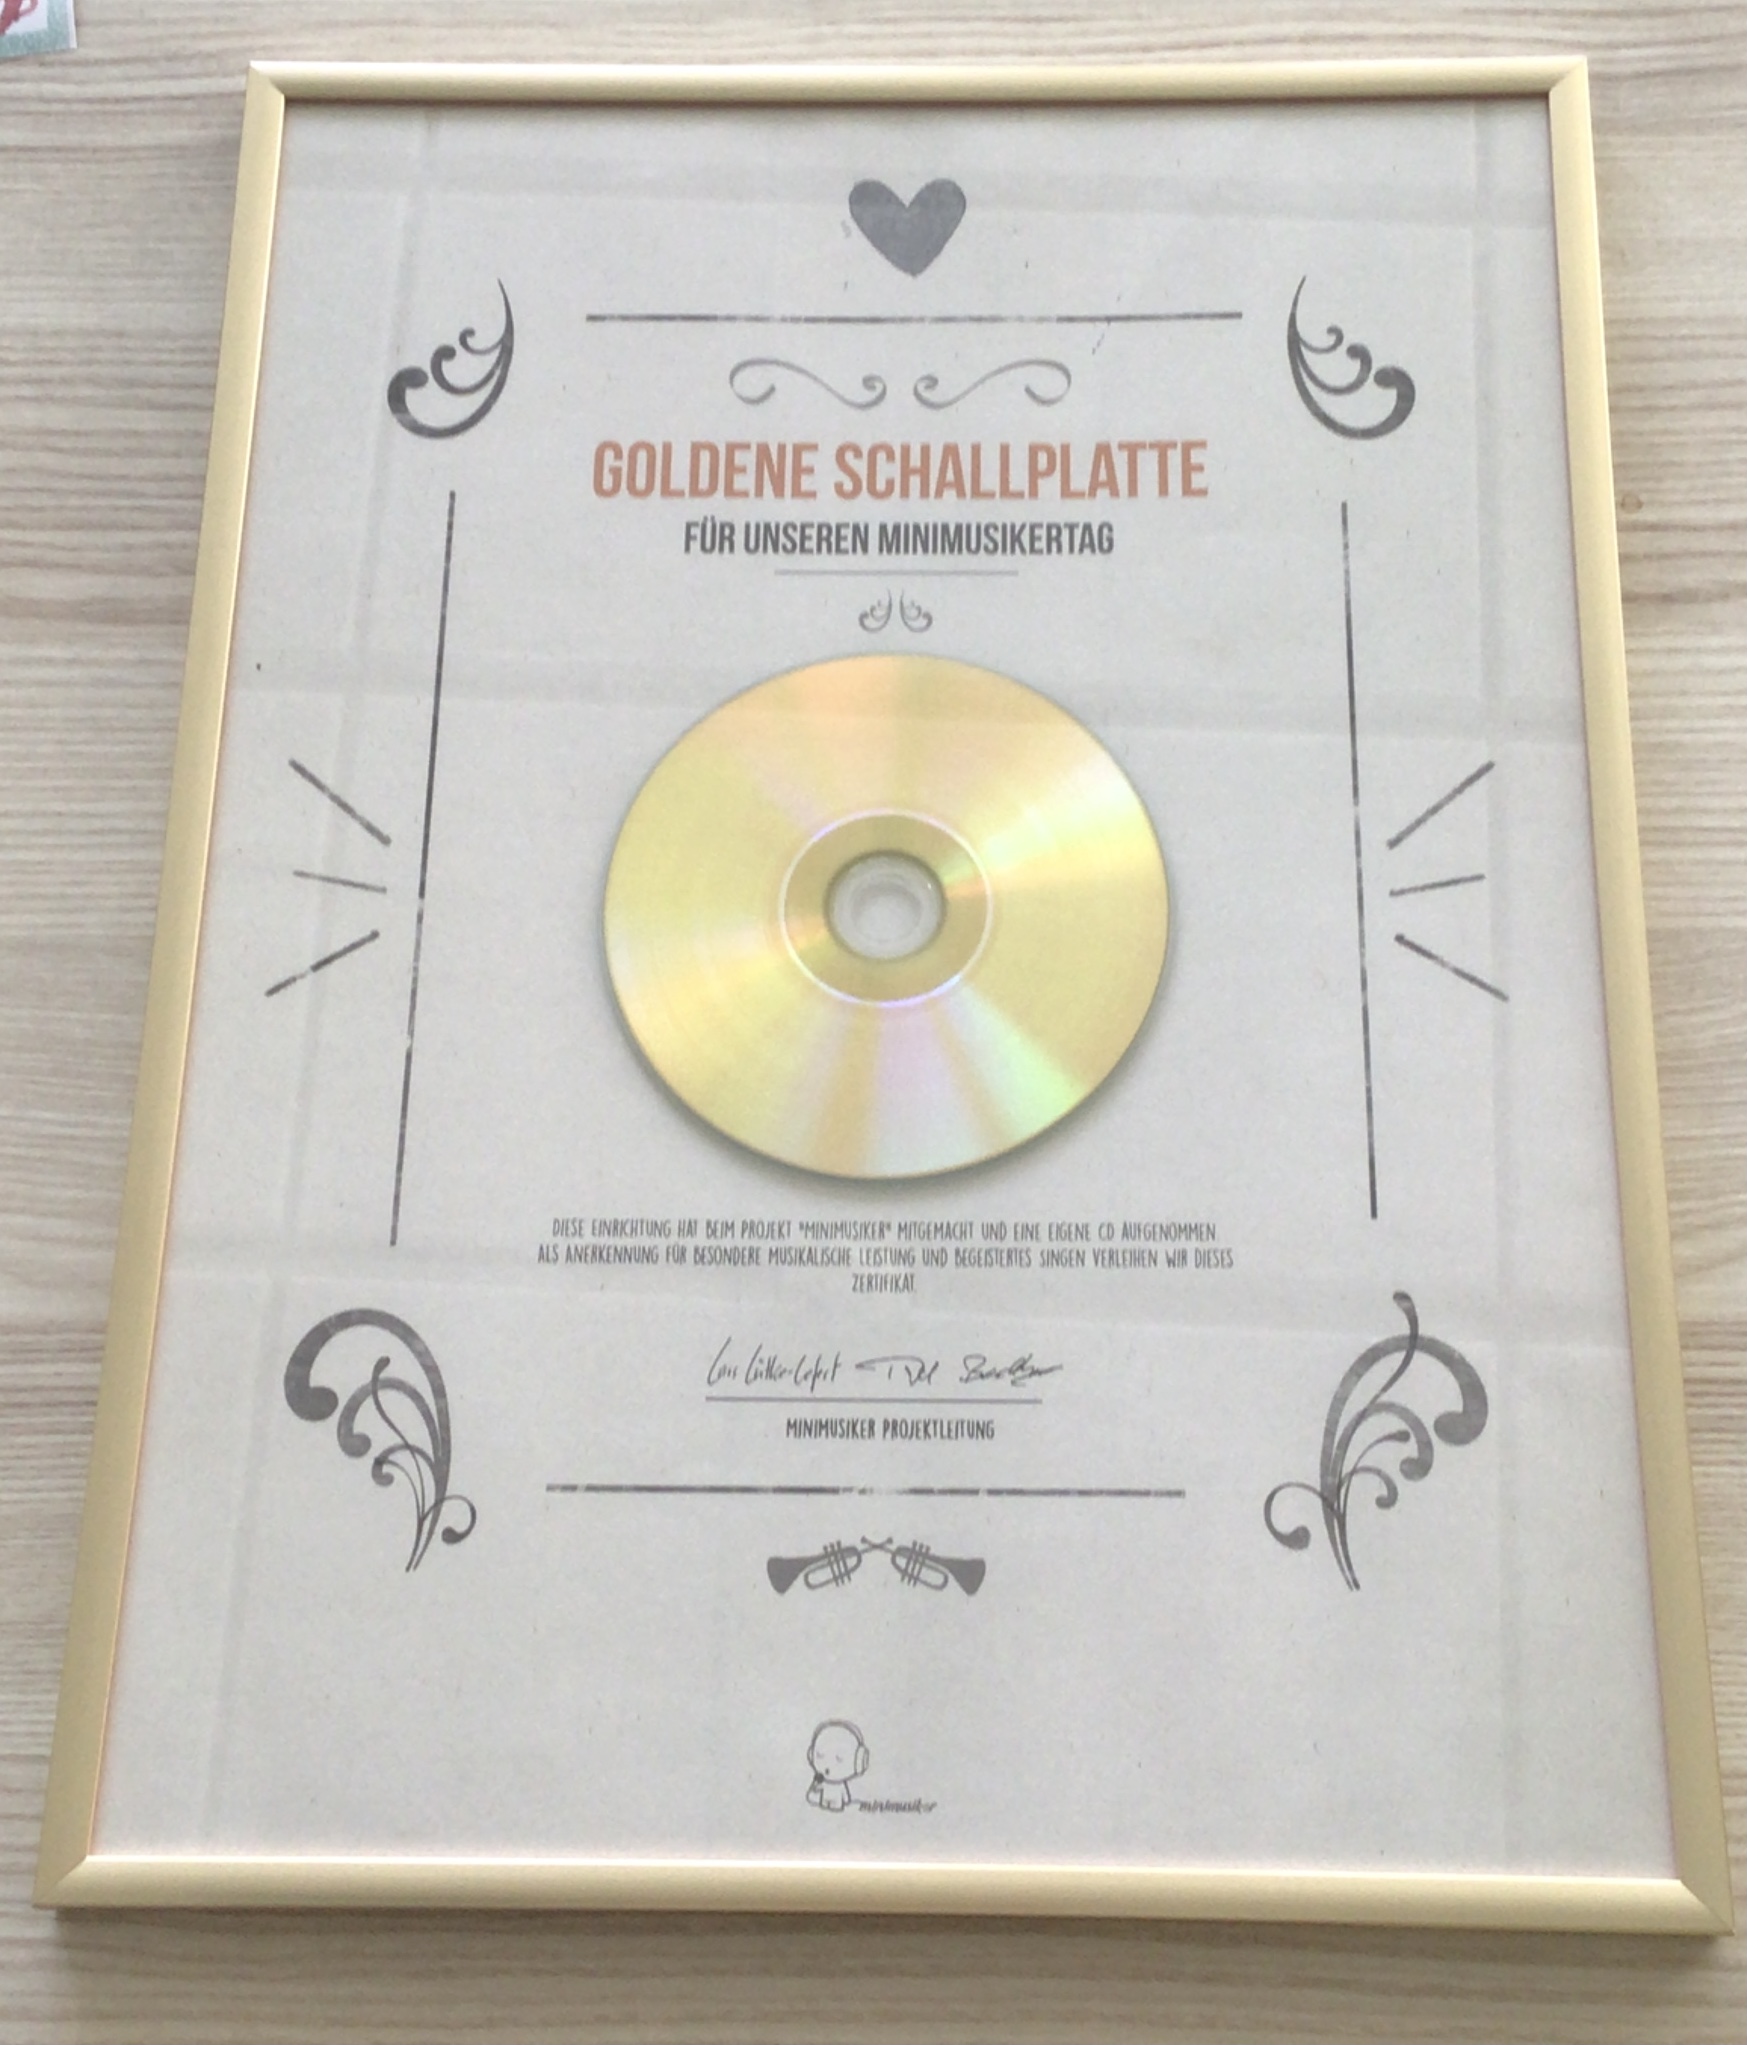 GOLDENE SCHALLPLATTE
FÜR UNSEREN MINIMUSIKERTAG
DIESE EINRICHTUNG HAT BEIM PROJEKT "MINIMUSIKER" MITGEMACHT UND EINE EIGENE CD AUFGENOMMEN.
ALS ANERKENNUNG FÜR BESONDERE MUSIKALISCHE LEISTUNG UND BEGEISTERTES SINGEN VERLEIHEN WIR DIESES
ZERTIFIKAT.
MINIMUSIKER PROJEKTLEITUNG
minimusiker